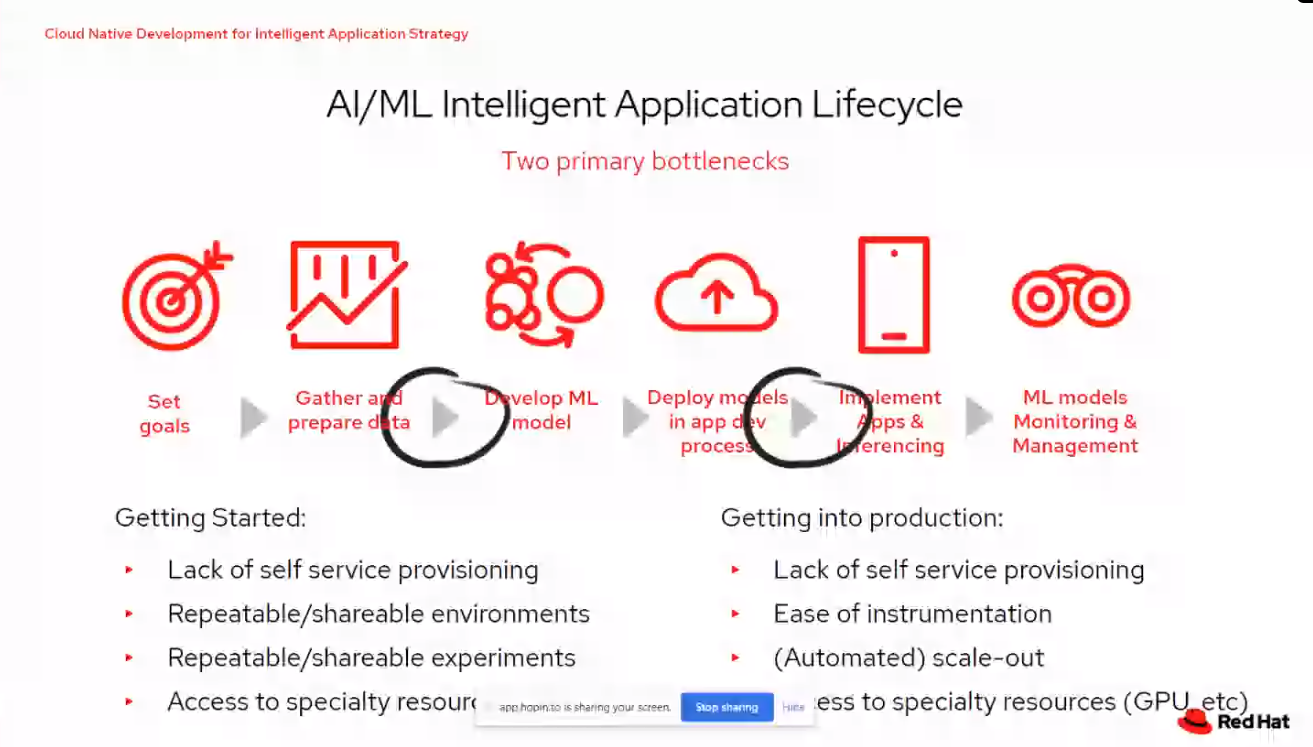 Cloud Native Development for Intelligent Application Strategy
AI/ML Intelligent Application Lifecycle
Two primary bottlenecks
Set
goals
Gather and
prepare data
Develop ML
model
Deploy models
in app dev
process
Implement
Apps &
Inferencing
ML models
Monitoring &
Management
Getting Started:
Lack of self service provisioning
Repeatable/shareable environments
Repeatable/shareable experiments
Access to specialty
Getting into production:
Lack of self service provisioning
Ease of instrumentation
(Automated) scale-out
to specialty resources (GPU etc)
app.hopin.to is sharing your screen.
Stop sharing
Hide
Red Hat